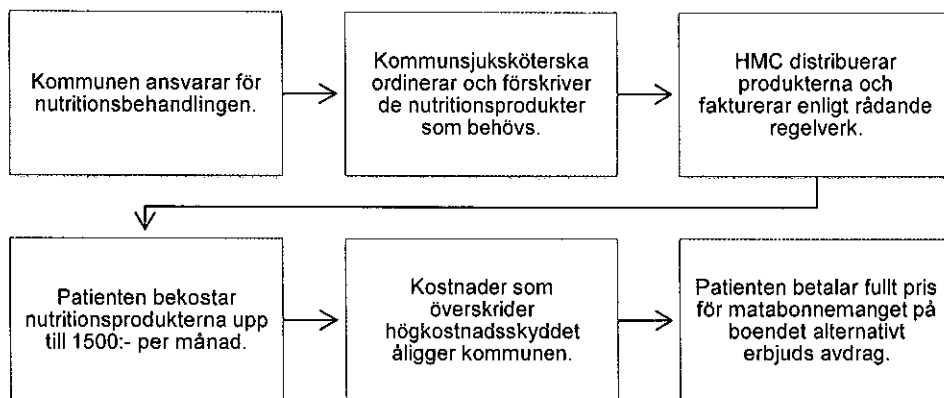 Kommunen ansvarar för
nutritionsbehandlingen.
Kommunsjuksköterska
ordinerar och förskriver
de nutritionsprodukter
som behövs.
HMC distribuerar
produkterna och
fakturerar enligt rådande
regelverk.
Patienten bekostar
nutritionsprodukterna upp
till 1500:- per månad.
Kostnader som
överskrider
högkostnadsskyddet
åligger kommunen.
Patienten betalar fullt pris
för matabonnemanget på
boendet alternativt
erbjuds avdrag.